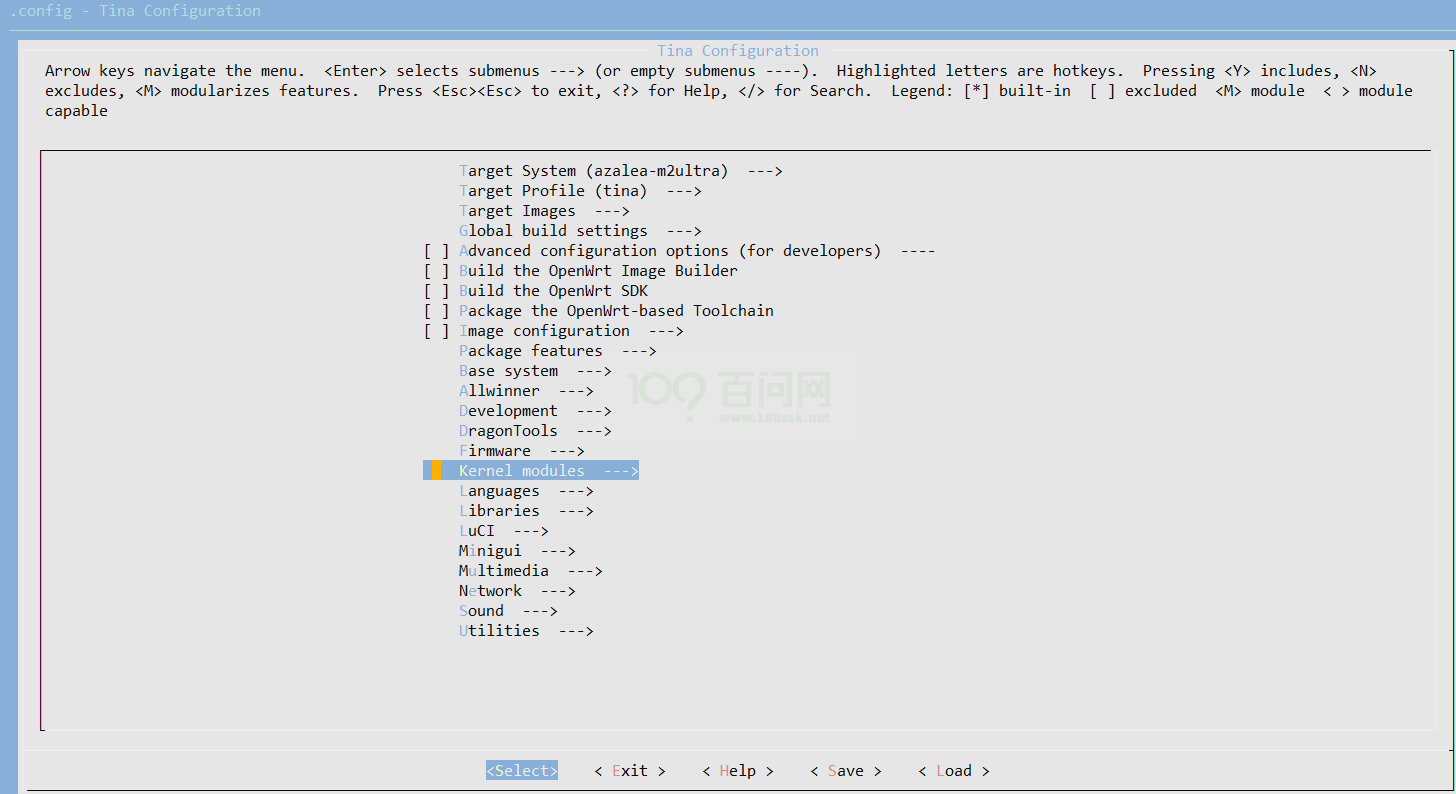 .config - Tina Configuration
Tina Configuration
Arrow keys navigate the menu.  <Enter> selects submenus ---> (or empty submenus ----).  Highlighted letters are hotkeys.  Pressing <Y> includes, <N>
excludes, <M> modularizes features.  Press <Esc><Esc> to exit, <?> for Help, </> for Search.  Legend: [*] built-in  [ ] excluded  <M> module  < > module
capable
Target System (azalea-m2ultra)  --->
Target Profile (tina)  --->
Target Images  --->
Global build settings  --->
[ ] Advanced configuration options (for developers)  ----
[ ] Build the OpenWrt Image Builder
[ ] Build the OpenWrt SDK
[ ] Package the OpenWrt-based Toolchain
[ ] Image configuration  --->
Package features  --->
Base system  --->
Allwinner  --->
Development  --->
DragonTools  --->
Firmware  --->
Kernel modules  --->
Languages  --->
Libraries  --->
LuCI  --->
Minigui  --->
Multimedia  --->
Network  --->
Sound  --->
Utilities  --->
100? 百问网
www.100ask.net
<Select>    < Exit >    < Help >    < Save >    < Load >